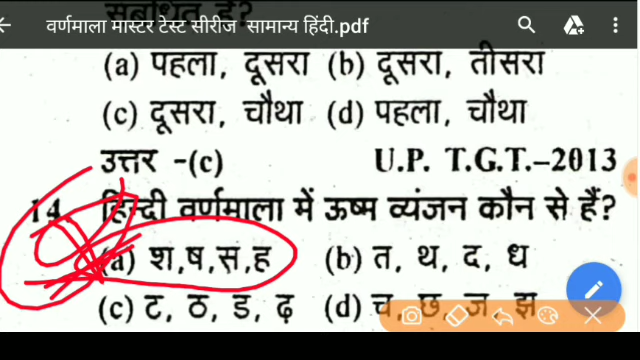 संबंधित है?
वर्णमाला मास्टर टेस्ट सीरीज सामान्य हिंदी.pdf
(a) पहला, दूसरा (b) दूसरा, तीसरा
(c) दूसरा, चौथा (d) पहला, चौथा
उत्तर -(c) U.P. T.G.T.–2013
14. हिन्दी वर्णमाला में ऊष्म व्यंजन कौन से हैं?
(a) श,ष,स,ह (b) त, थ, द, ध
(c) ट, ठ, ड, ढ़ (d) च, छ, ज, झ